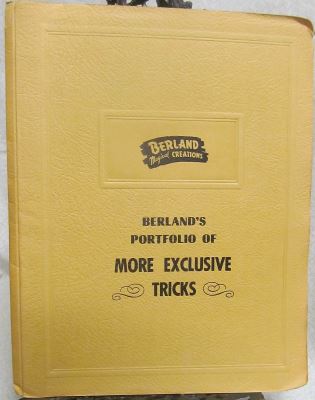 BERLAND
Magical CREATIONS
BERLAND'S
PORTFOLIO OF
MORE EXCLUSIVE
TRICKS